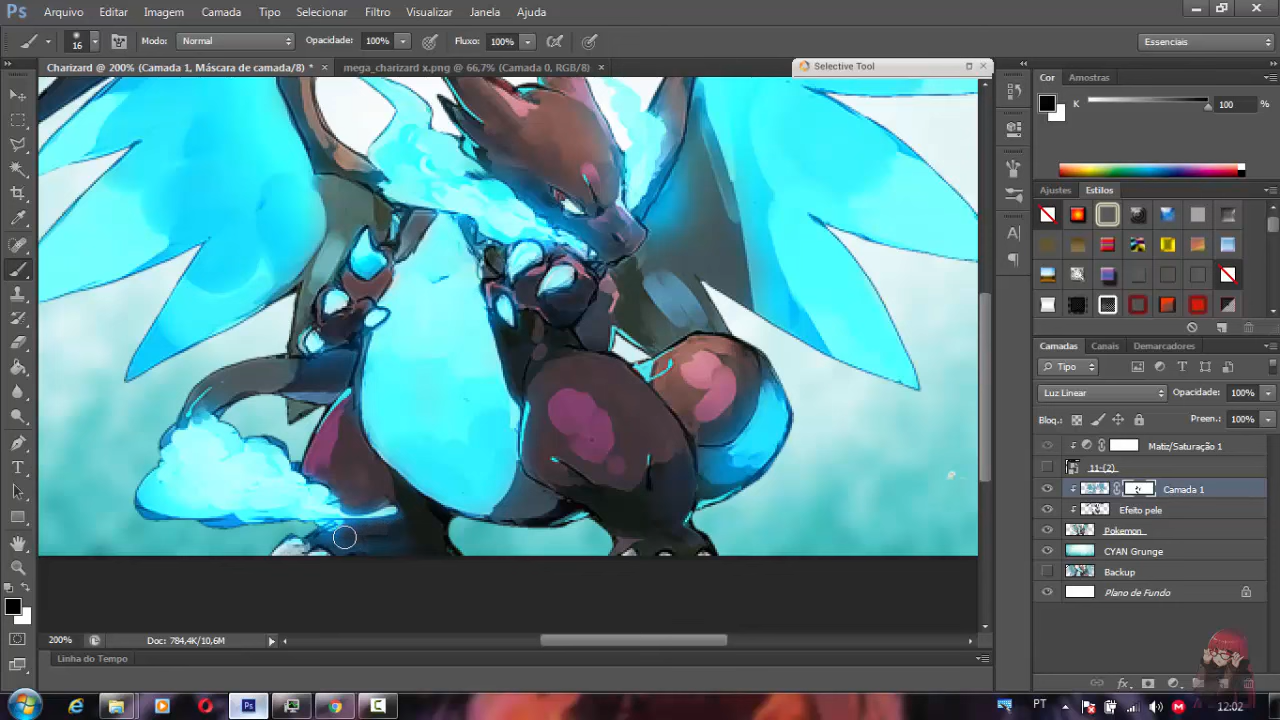 Ps Arquivo Editar Imagem Camada Tipo Selecionar Filtro Visualizar Janela Ajuda
16 Modo: Normal Opacidade: 100% Fluxo: 100% Essenciais
Charizard @ 200% (Camada 1, Máscara de camada/8) * × mega_charizard x.png @ 66,7% (Camada 0, RGB/8) × Selective Tool
Cor Amostras
K 100 %
Ajustes Estilos
Camadas Canais Demarcadores
Tipo
Luz Linear Opacidade: 100%
Bloq.: Preen.: 100%
Matiz/Saturação 1
11-(2)
Camada 1
Efeito pele
Pokemon
CYAN Grunge
Backup
Plano de Fundo
200% Doc: 784,4K/10,6M
Linha do Tempo
fx
Ps PT 12:02